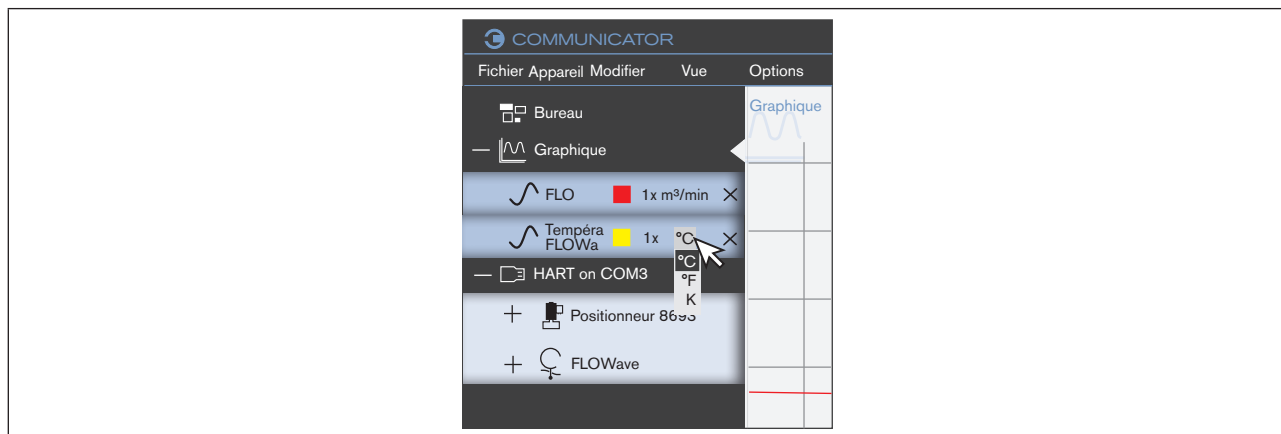 COMMUNICATOR
Fichier Appareil Modifier Vue Options
Bureau
Graphique
Graphique
FLO 1x m³/min
Tempéra
FLOWa 1x °C
°C
°F
K
HART on COM3
Positionneur 8693
FLOWave